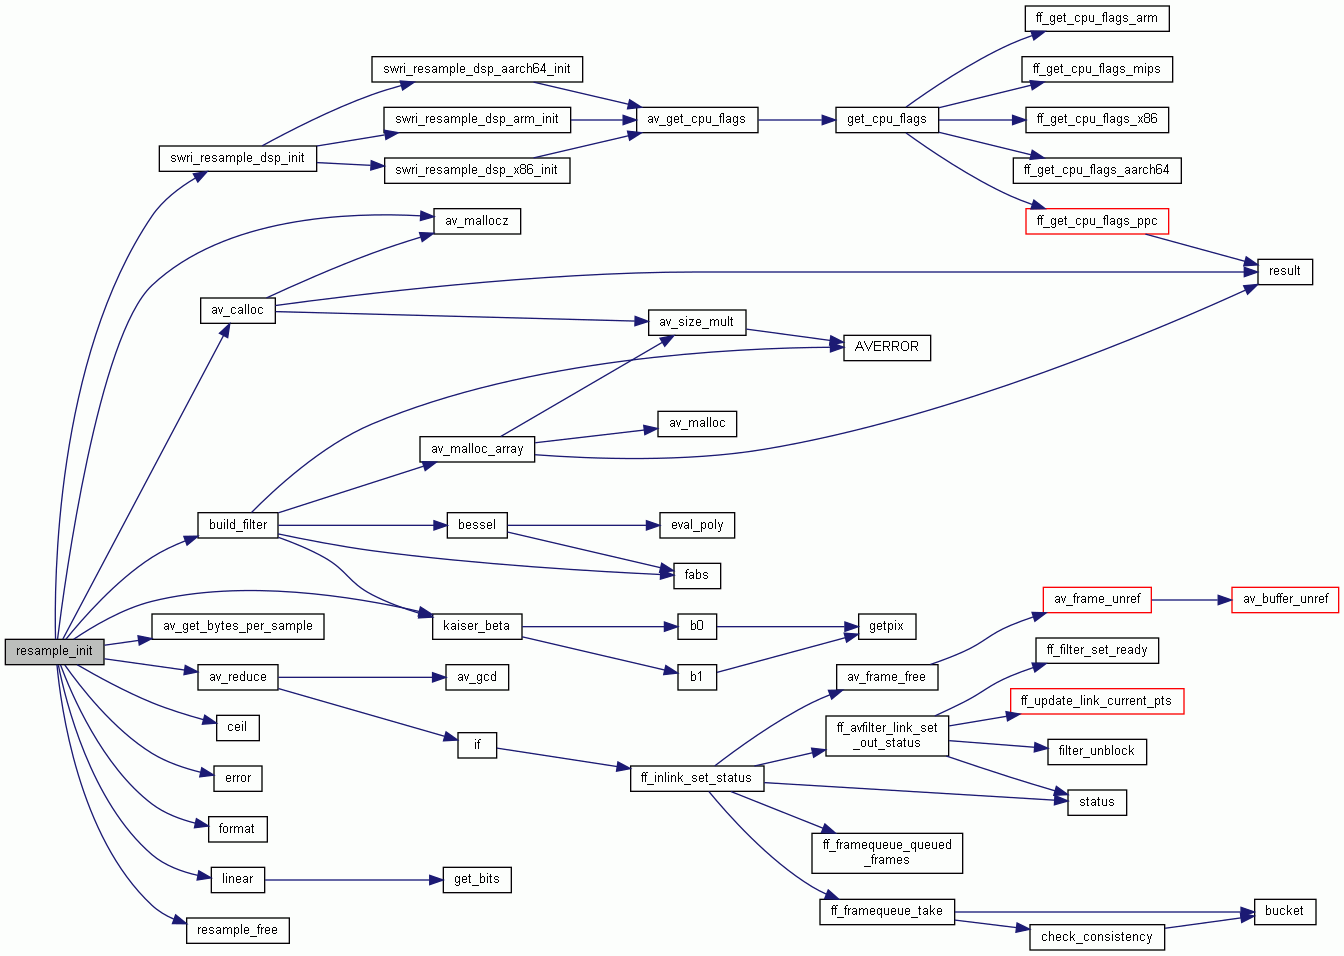 ff_get_cpu_flags_arm
swri_resample_dsp_aarch64_init
ff_get_cpu_flags_mips
swri_resample_dsp_arm_init
av_get_cpu_flags
get_cpu_flags
ff_get_cpu_flags_x86
swri_resample_dsp_init
swri_resample_dsp_x86_init
ff_get_cpu_flags_aarch64
av_mallocz
ff_get_cpu_flags_ppc
result
av_calloc
av_size_mult
AVERROR
av_malloc
av_malloc_array
build_filter
bessel
eval_poly
fabs
av_frame_unref
av_buffer_unref
av_get_bytes_per_sample
kaiser_beta
b0
getpix
resample_init
ff_filter_set_ready
av_reduce
av_gcd
b1
av_frame_free
ff_update_link_current_pts
ceil
ff_avfilter_link_set
_out_status
if
filter_unblock
error
ff_inlink_set_status
status
format
ff_framequeue_queued
_frames
linear
get_bits
ff_framequeue_take
bucket
resample_free
check_consistency